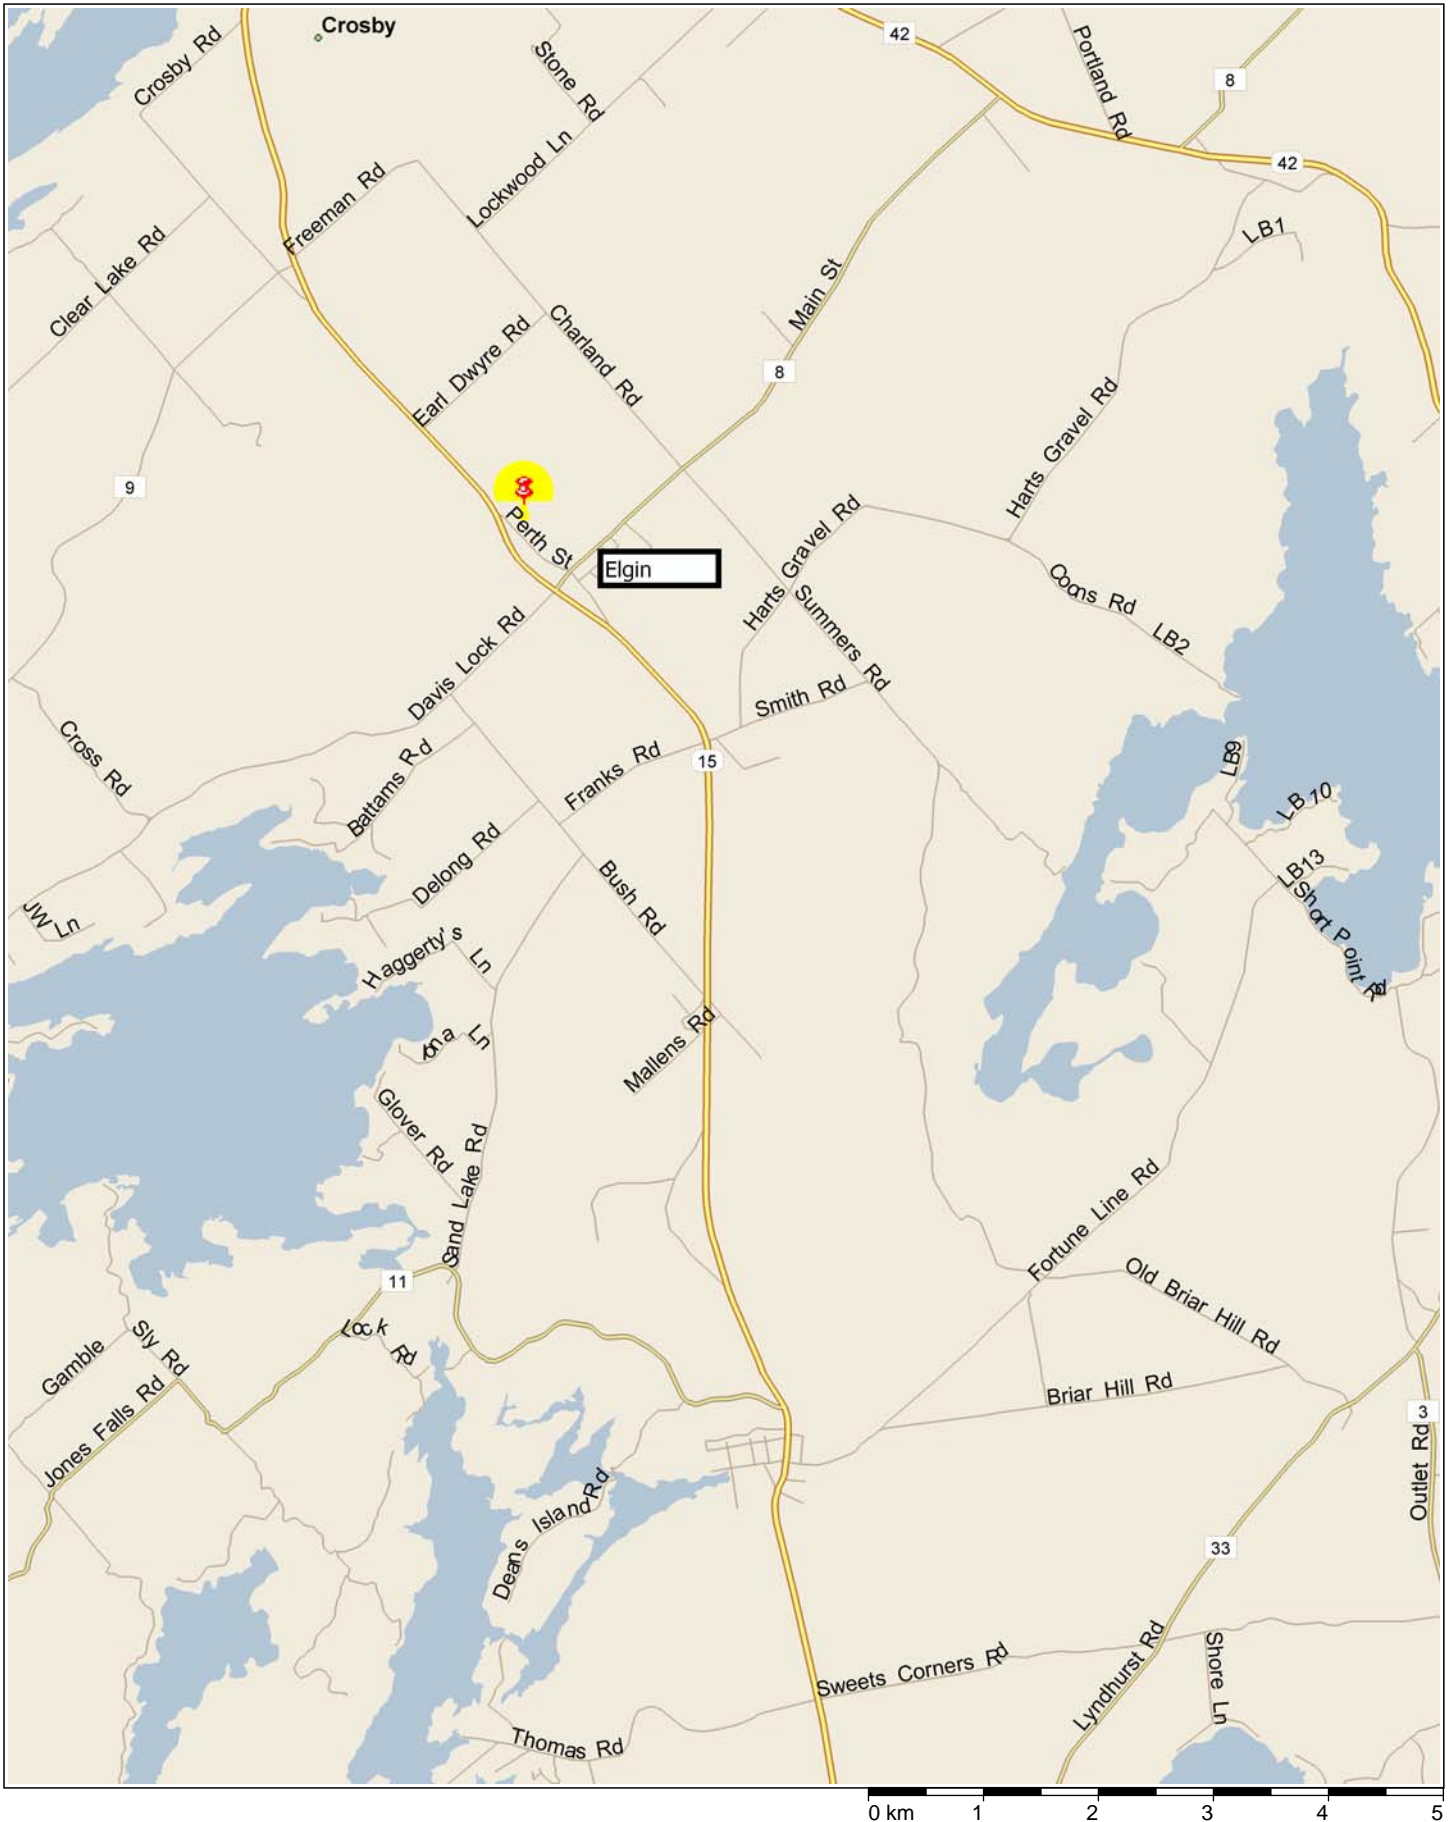 Crosby
42
Portland Rd
8
Crosby Rd
Stone Rd
Lockwood Ln
42
Freeman Rd
Clear Lake Rd
LB1
Main St
Charland Rd
Earl Dwyre Rd
8
Harts Gravel Rd
9
Perth St
Harts Gravel Rd
Elgin
Coons Rd
LB2
Summers Rd
Davis Lock Rd
Smith Rd
Cross Rd
Battams Rd
Franks Rd
15
LB9
LB 10
Delong Rd
Bush Rd
LB13
Short Point Rd
JW Ln
Haggerty's Ln
Iona Ln
Mallens Rd
Glover Rd
Sand Lake Rd
Fortune Line Rd
11
Old Briar Hill Rd
Lock Rd
Gamble
Sly Rd
Jones Falls Rd
Briar Hill Rd
3
Outlet Rd
Deans Island Rd
33
Lyndhurst Rd
Shore Ln
Sweets Corners Rd
Thomas Rd
0 km 1 2 3 4 5